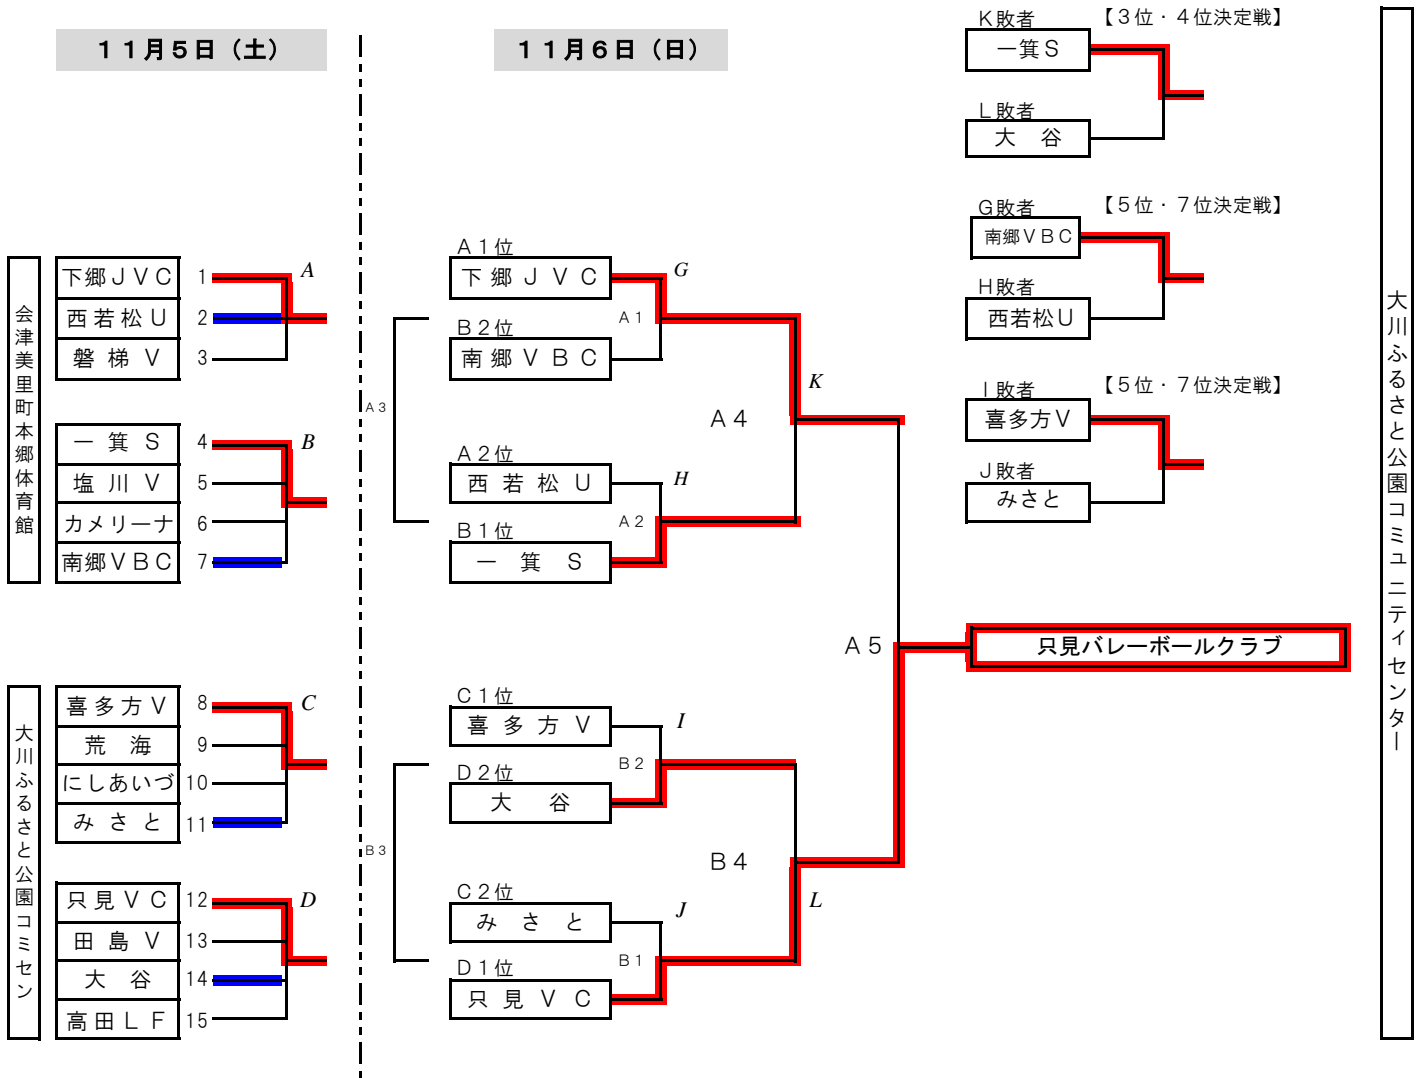 １１月５日（土）
会津美里町本郷体育館
下郷ＪＶＣ 1
西若松Ｕ 2
磐梯Ｖ 3
A
一箕Ｓ 4
塩川Ｖ 5
カメリーナ 6
南郷ＶＢＣ 7
B
大川ふるさと公園コミセン
喜多方Ｖ 8
荒海 9
にしあいづ 10
みさと 11
C
只見ＶＣ 12
田島Ｖ 13
大谷 14
高田ＬＦ 15
D
１１月６日（日）
Ａ１位
下郷ＪＶＣ
G
Ａ１
Ｂ２位
南郷ＶＢＣ
Ａ３
K
Ａ４
Ａ２位
西若松Ｕ
H
Ａ２
Ｂ１位
一箕Ｓ
Ａ５
只見バレーボールクラブ
Ｃ１位
喜多方Ｖ
I
Ｂ２
Ｄ２位
大谷
Ｂ３
Ｂ４
L
Ｃ２位
みさと
J
Ｂ１
Ｄ１位
只見ＶＣ
Ｋ敗者 【３位・４位決定戦】
一箕Ｓ
Ｌ敗者
大谷
Ｇ敗者 【５位・７位決定戦】
南郷ＶＢＣ
Ｈ敗者
西若松Ｕ
Ｉ敗者 【５位・７位決定戦】
喜多方Ｖ
Ｊ敗者
みさと
大川ふるさと公園コミュニティセンター